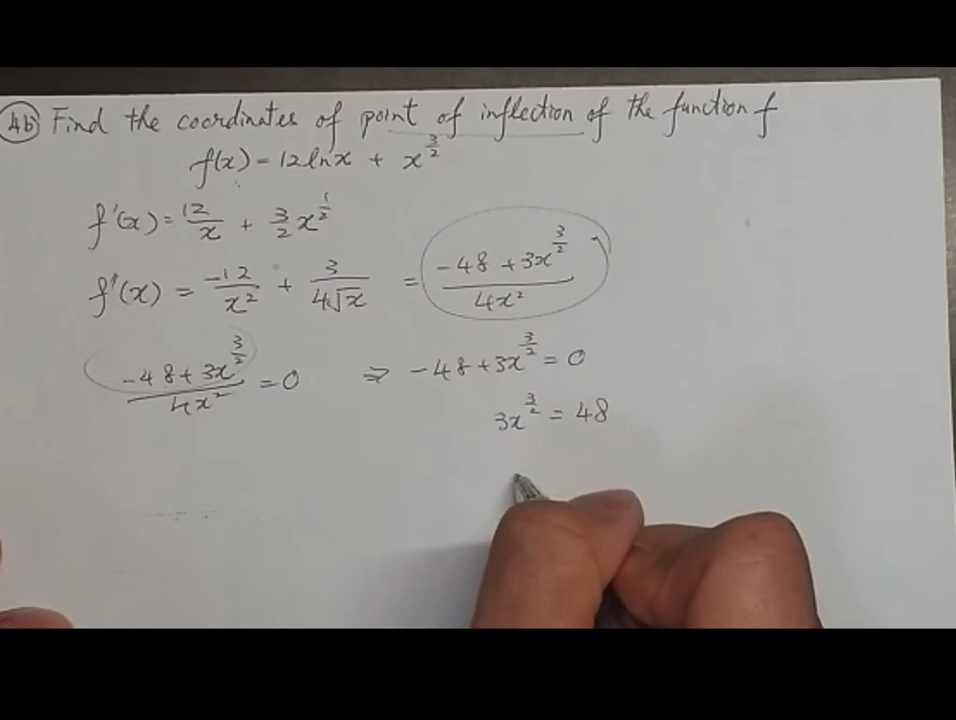 4b Find the coordinates of point of inflection of the function f
f(x) = 12lnx + x^{3/2}
f'(x) = 12/x + 3/2 x^{1/2}
f''(x) = -12/x² + 3/(4√x) = (-48 + 3x^{3/2})/(4x²)
(-48 + 3x^{3/2})/(4x²) = 0 ⇒ -48 + 3x^{3/2} = 0
3x^{3/2} = 48